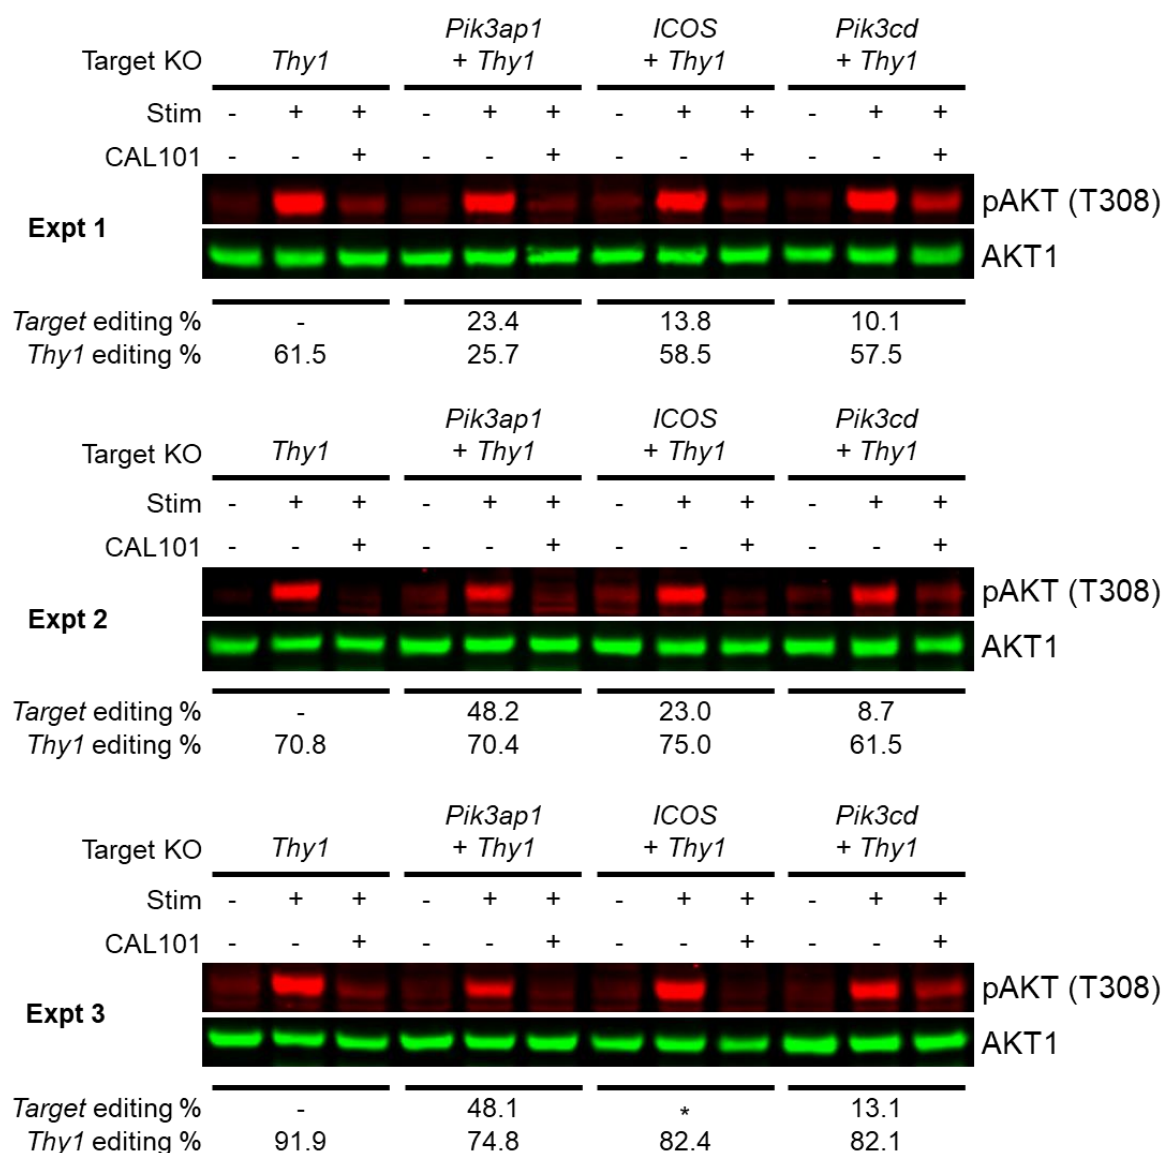 Pik3ap1 ICOS Pik3cd
Target KO Thy1 + Thy1 + Thy1 + Thy1
Stim - + + - + + - + + - + +
CAL101 - - + - - + - - + - - +
pAKT (T308)
Expt 1
AKT1
Target editing % - 23.4 13.8 10.1
Thy1 editing % 61.5 25.7 58.5 57.5
Pik3ap1 ICOS Pik3cd
Target KO Thy1 + Thy1 + Thy1 + Thy1
Stim - + + - + + - + + - + +
CAL101 - - + - - + - - + - - +
pAKT (T308)
Expt 2
AKT1
Target editing % - 48.2 23.0 8.7
Thy1 editing % 70.8 70.4 75.0 61.5
Pik3ap1 ICOS Pik3cd
Target KO Thy1 + Thy1 + Thy1 + Thy1
Stim - + + - + + - + + - + +
CAL101 - - + - - + - - + - - +
pAKT (T308)
Expt 3
AKT1
Target editing % - 48.1 * 13.1
Thy1 editing % 91.9 74.8 82.4 82.1